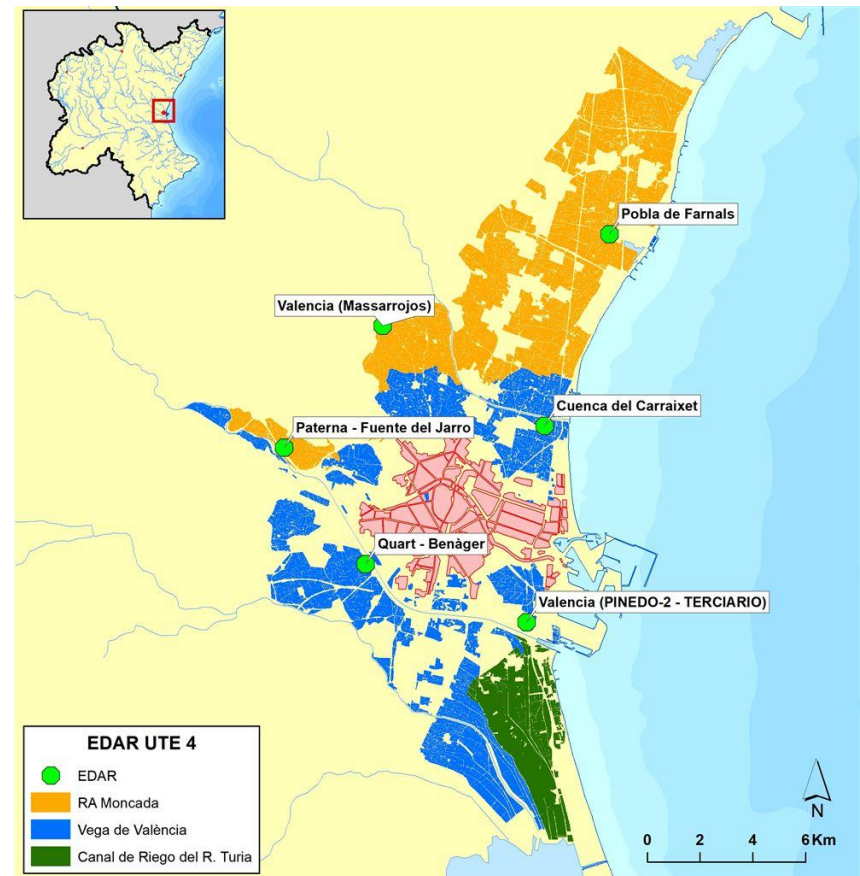 Pobla de Farnals
Valencia (Massarrojos)
Cuenca del Carraixet
Paterna - Fuente del Jarro
Quart - Benàger
Valencia (PINEDO-2 - TERCIARIO)
EDAR UTE 4
EDAR
RA Moncada
Vega de València
Canal de Riego del R. Turia
N
0 2 4 6 Km